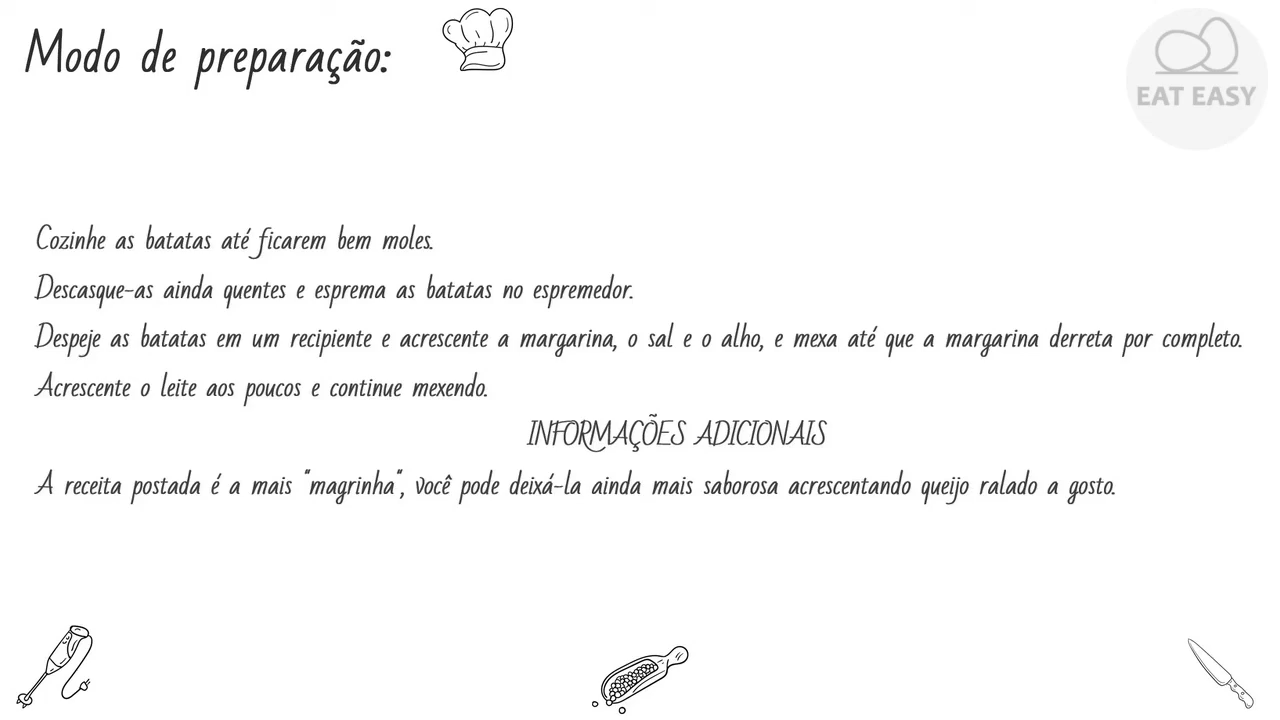 Modo de preparação:
EAT EASY
Cozinhe as batatas até ficarem bem moles.
Descasque-as ainda quentes e esprema as batatas no espremedor.
Despeje as batatas em um recipiente e acrescente a margarina, o sal e o alho, e mexa até que a margarina derreta por completo.
Acrescente o leite aos poucos e continue mexendo.
INFORMAÇÕES ADICIONAIS
A receita postada é a mais "magrinha", você pode deixá-la ainda mais saborosa acrescentando queijo ralado a gosto.